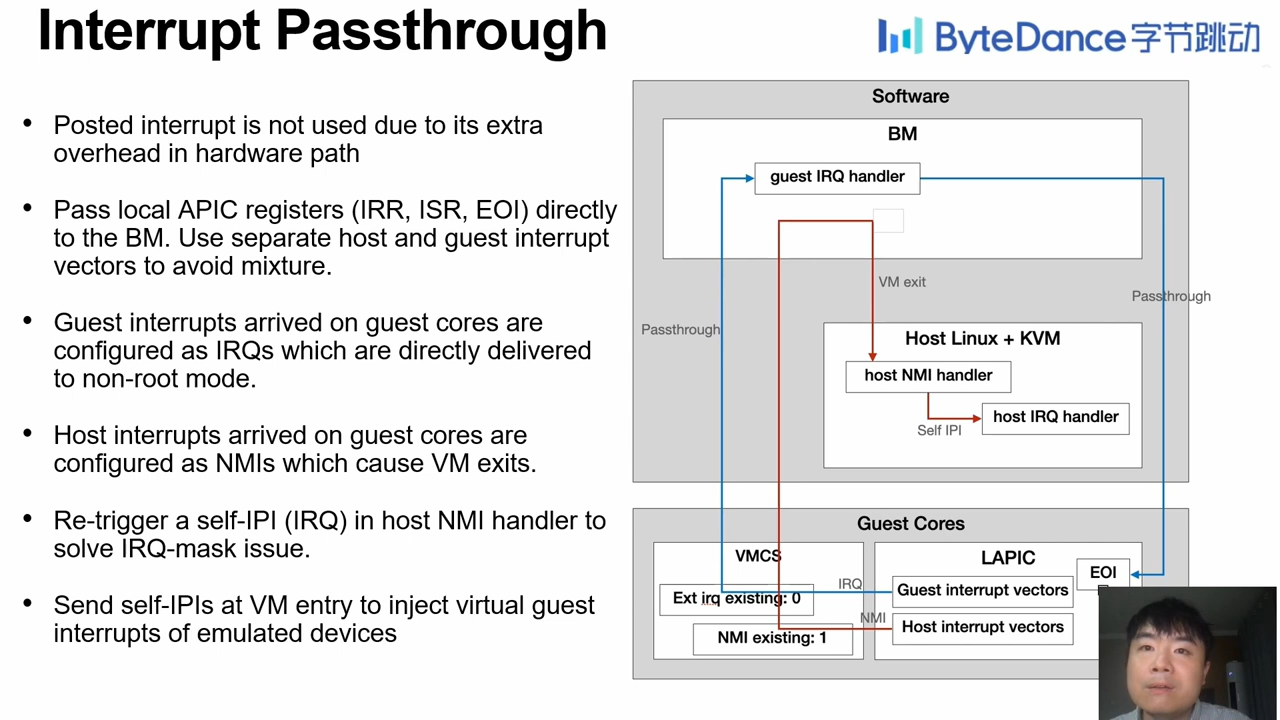 Interrupt Passthrough
ByteDance字节跳动
• Posted interrupt is not used due to its extra
overhead in hardware path
• Pass local APIC registers (IRR, ISR, EOI) directly
to the BM. Use separate host and guest interrupt
vectors to avoid mixture.
• Guest interrupts arrived on guest cores are
configured as IRQs which are directly delivered
to non-root mode.
• Host interrupts arrived on guest cores are
configured as NMIs which cause VM exits.
• Re-trigger a self-IPI (IRQ) in host NMI handler to
solve IRQ-mask issue.
• Send self-IPIs at VM entry to inject virtual guest
interrupts of emulated devices
Software
BM
guest IRQ handler
VM exit
Passthrough
Passthrough
Host Linux + KVM
host NMI handler
host IRQ handler
Self IPI
Guest Cores
VMCS
LAPIC
EOI
IRQ
Ext irq existing: 0
Guest interrupt vectors
NMI
NMI existing: 1
Host interrupt vectors